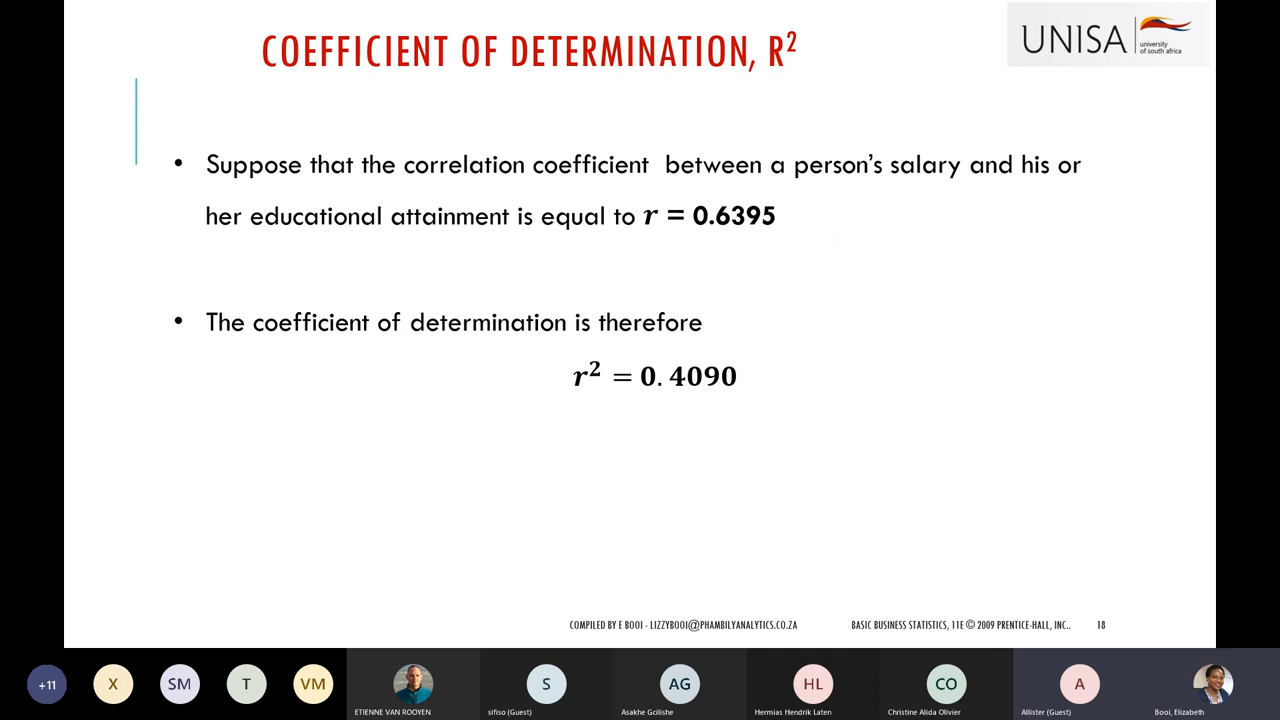 COEFFICIENT OF DETERMINATION, R²
UNISA
university
of south africa
• Suppose that the correlation coefficient between a person's salary and his or
her educational attainment is equal to r = 0.6395
• The coefficient of determination is therefore
r² = 0.4090
COMPILED BY E BOOI - LIZZYBOOI@PHAMBILYANALYTICS.CO.ZA
BASIC BUSINESS STATISTICS, 11E © 2009 PRENTICE-HALL, INC..
18
+11
X
SM
T
VM
S
AG
HL
CO
A
ETIENNE VAN ROOYEN
sifiso (Guest)
Asakhe Gcilishe
Hermias Hendrik Laten
Christine Alida Olivier
Allister (Guest)
Booi, Elizabeth